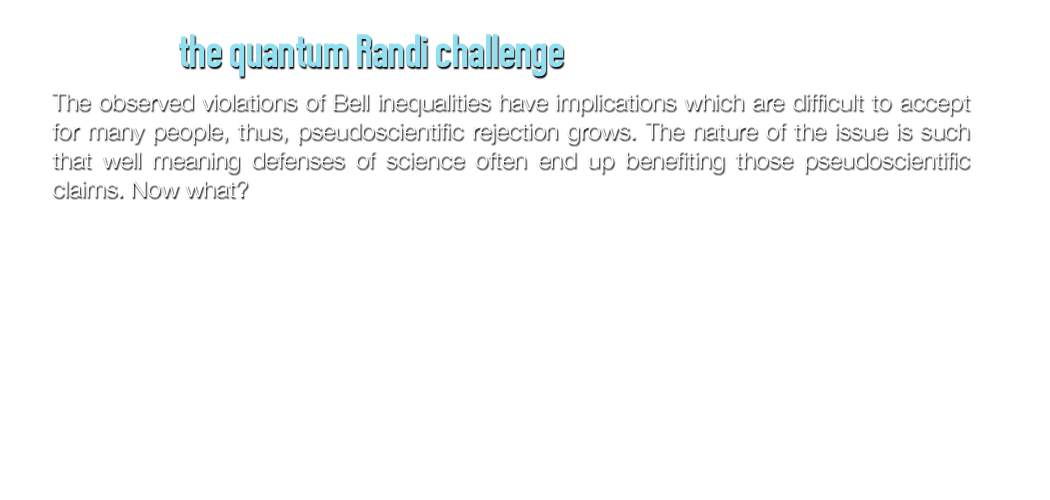 the quantum Randi challenge
The observed violations of Bell inequalities have implications which are difficult to accept
for many people, thus, pseudoscientific rejection grows. The nature of the issue is such
that well meaning defenses of science often end up benefiting those pseudoscientific
claims. Now what?